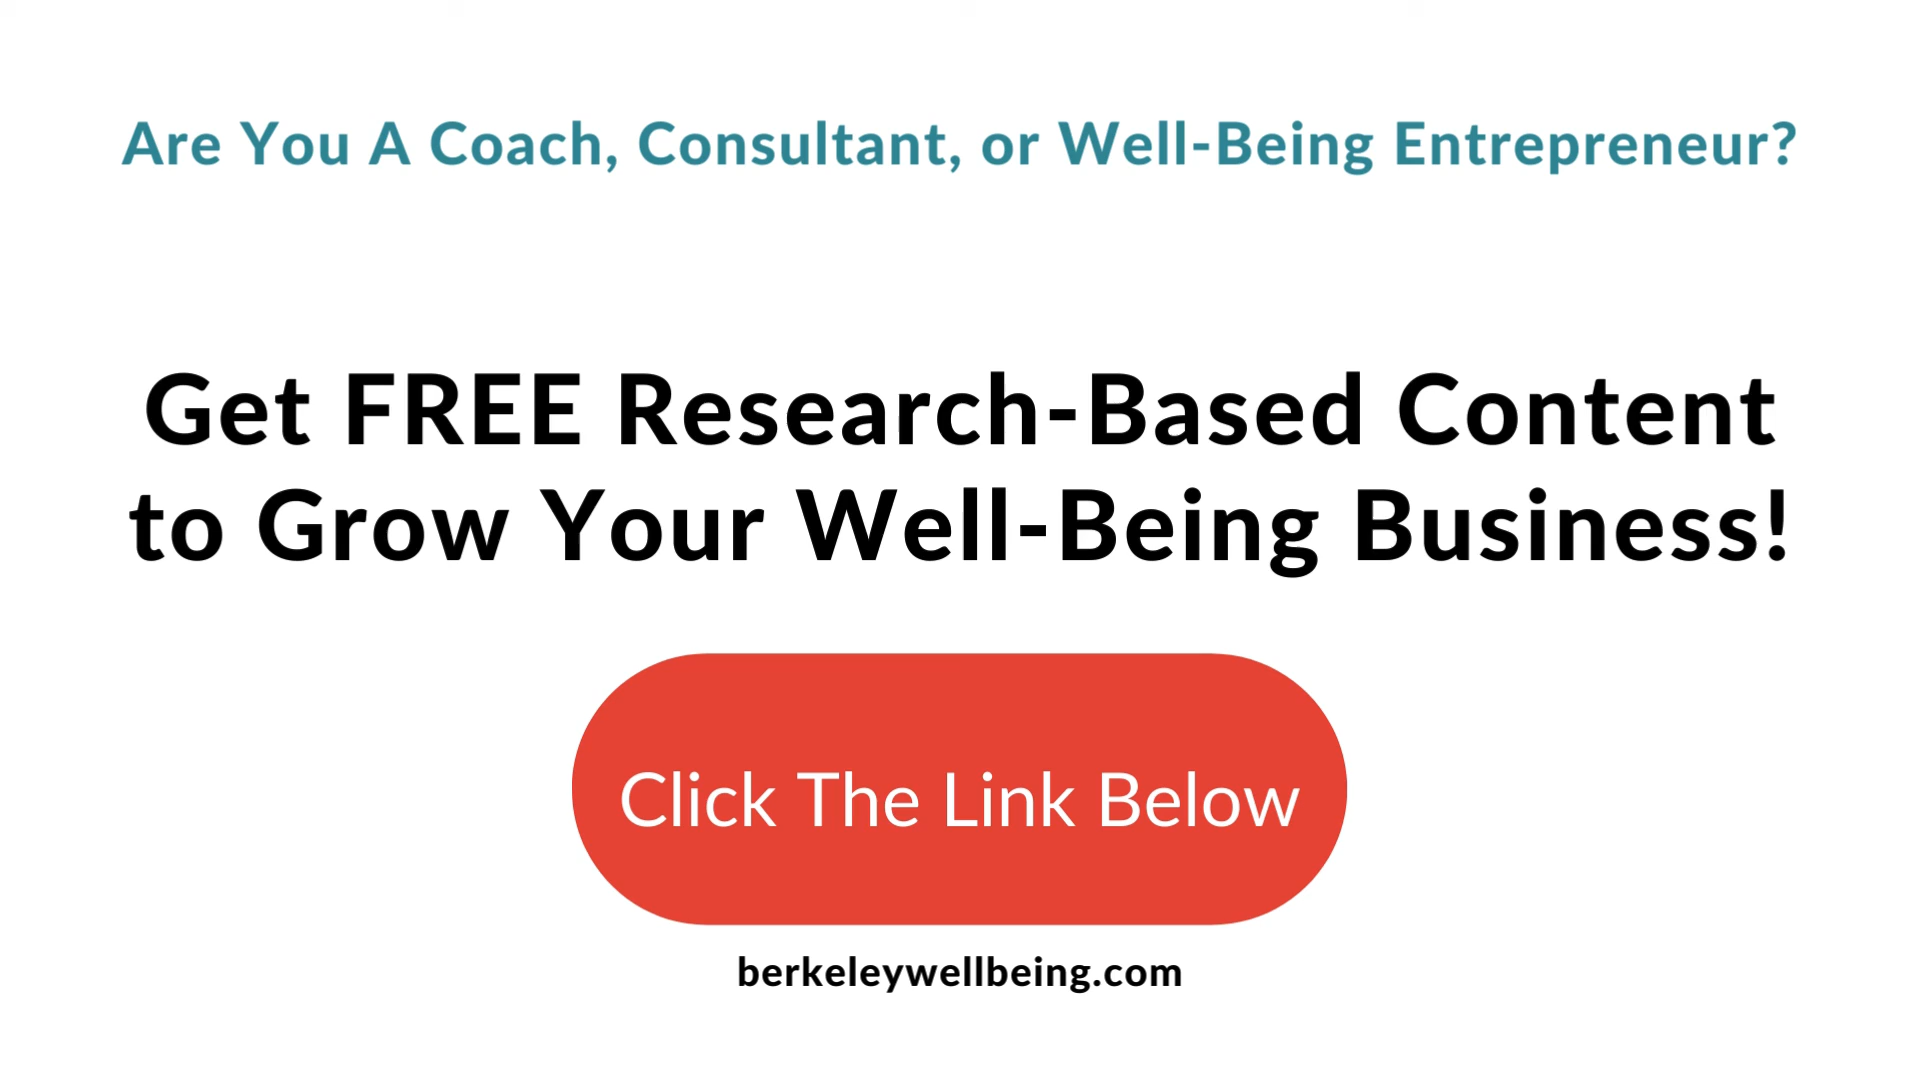 Are You A Coach, Consultant, or Well-Being Entrepreneur?
Get FREE Research-Based Content
to Grow Your Well-Being Business!
Click The Link Below
berkeleywellbeing.com